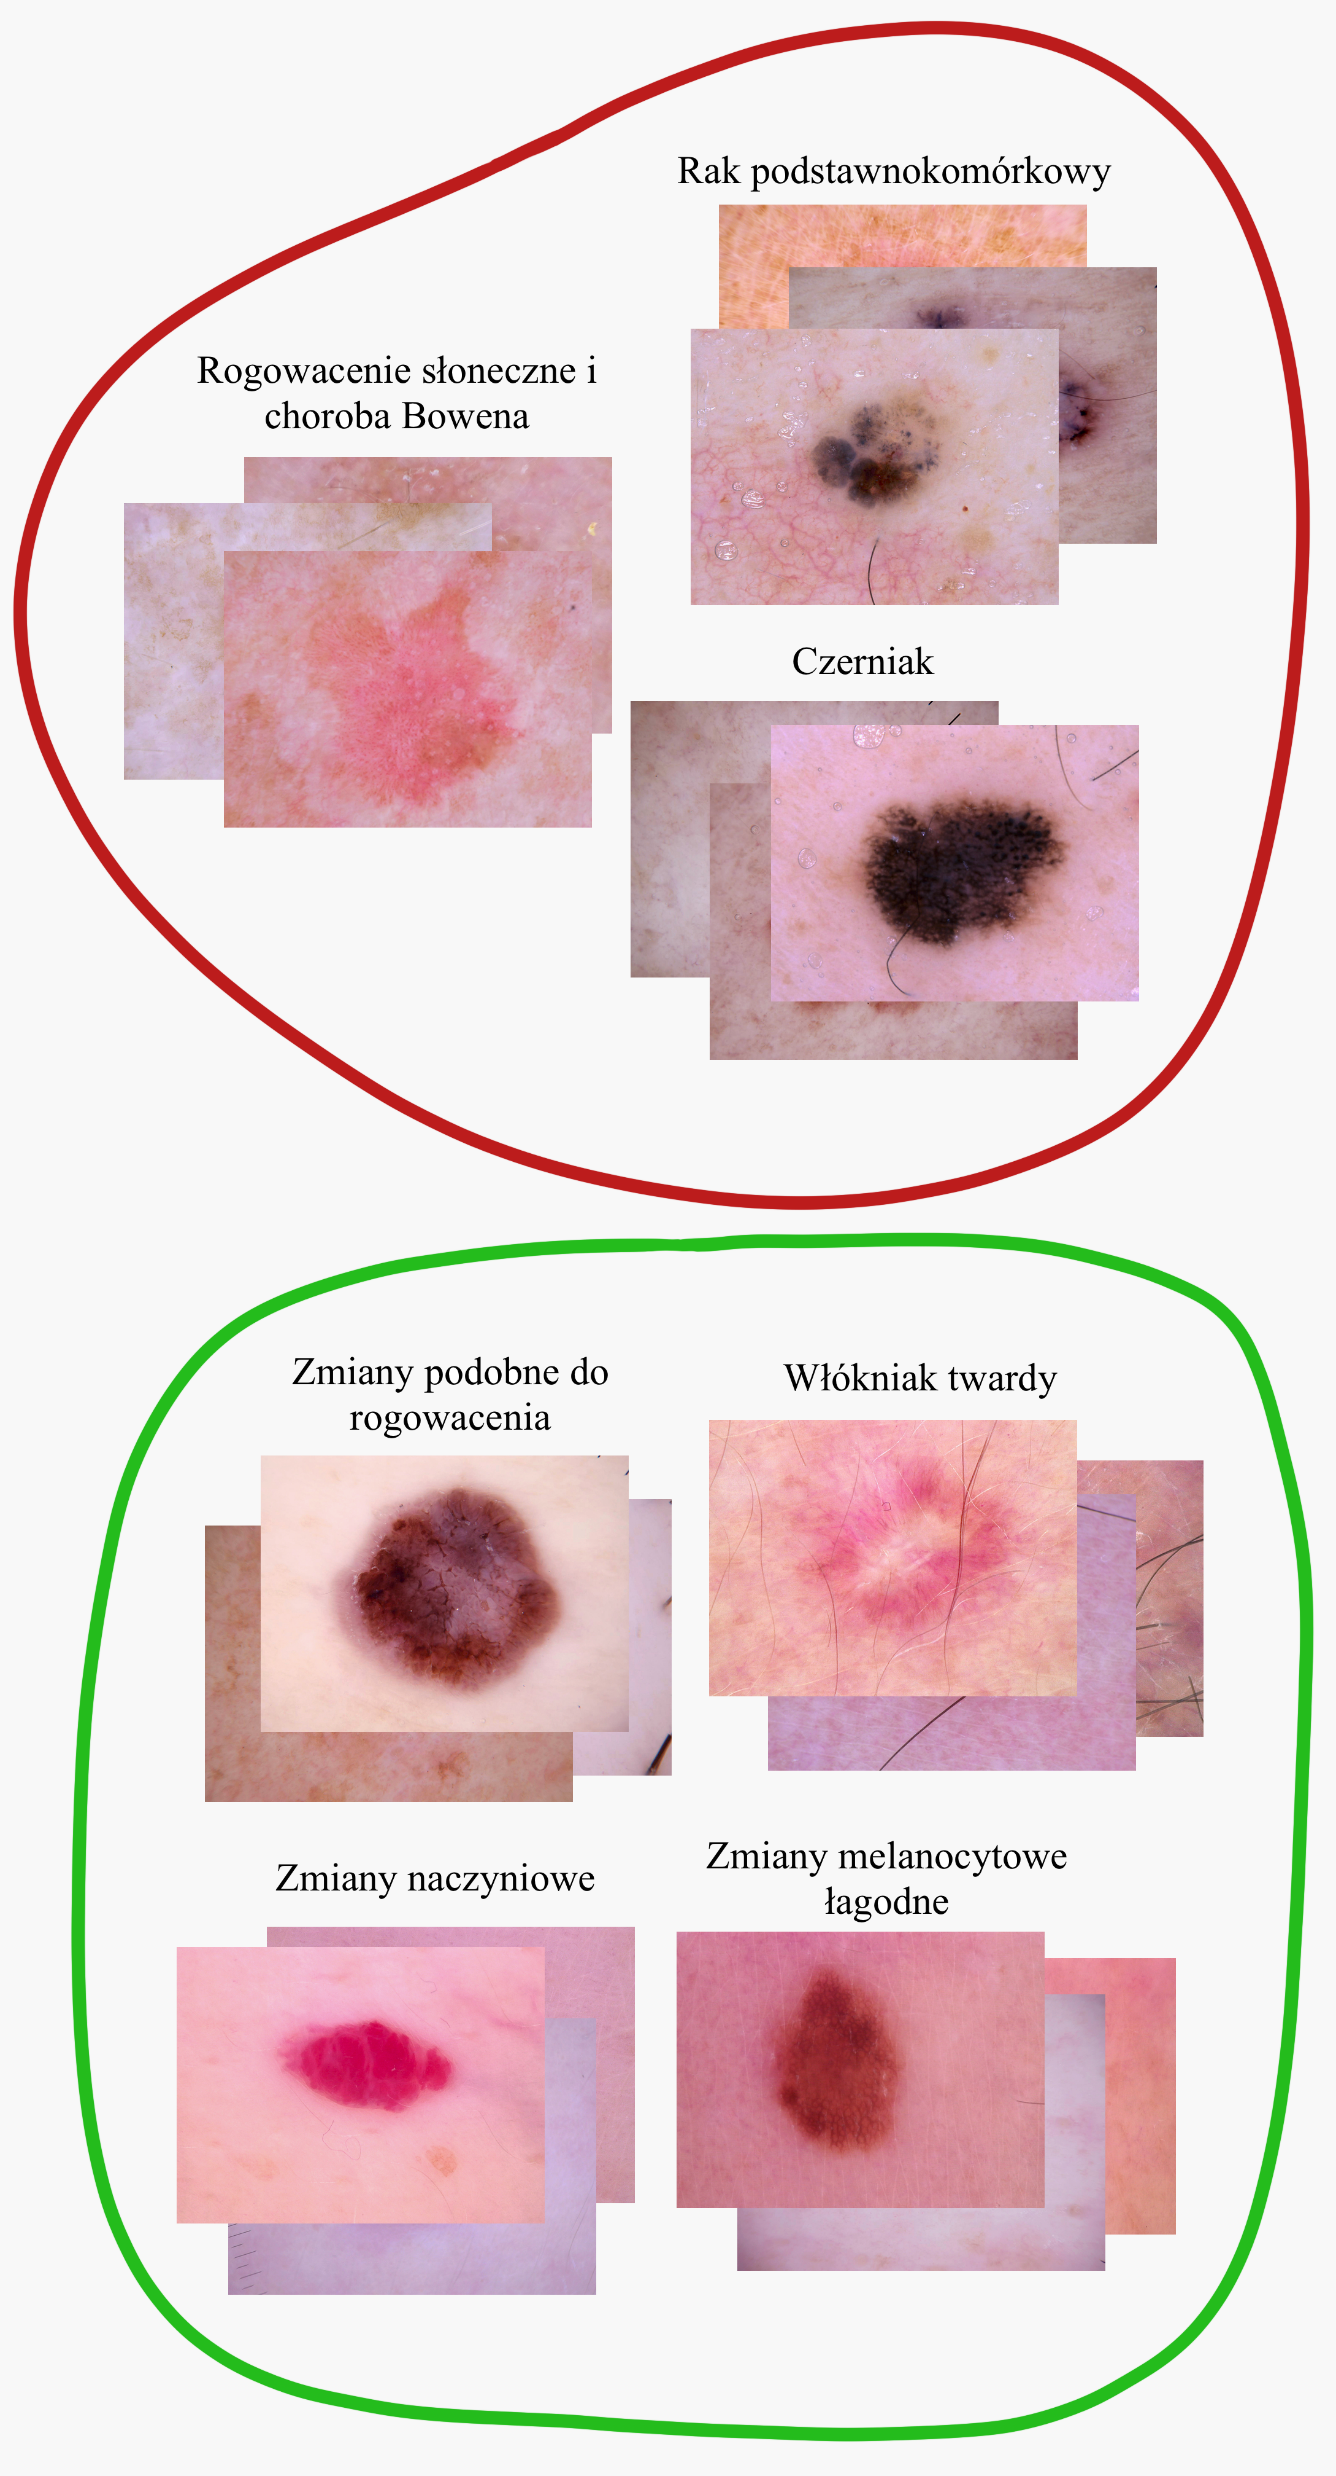 Rak podstawnokomórkowy
Rogowacenie słoneczne i
choroba Bowena
Czerniak
Zmiany podobne do
rogowacenia
Włókniak twardy
Zmiany naczyniowe
Zmiany melanocytowe
łagodne